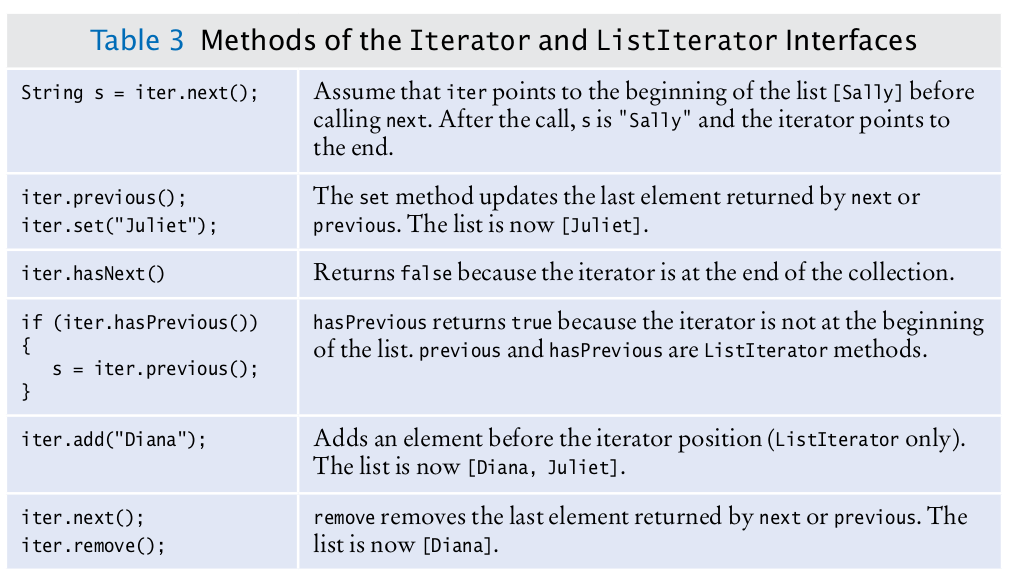 Table 3 Methods of the Iterator and ListIterator Interfaces
String s = iter.next();
Assume that iter points to the beginning of the list [Sally] before
calling next. After the call, s is "Sally" and the iterator points to
the end.
iter.previous();
iter.set("Juliet");
The set method updates the last element returned by next or
previous. The list is now [Juliet].
iter.hasNext()
Returns false because the iterator is at the end of the collection.
if (iter.hasPrevious())
{
   s = iter.previous();
}
hasPrevious returns true because the iterator is not at the beginning
of the list. previous and hasPrevious are ListIterator methods.
iter.add("Diana");
Adds an element before the iterator position (ListIterator only).
The list is now [Diana, Juliet].
iter.next();
iter.remove();
remove removes the last element returned by next or previous. The
list is now [Diana].